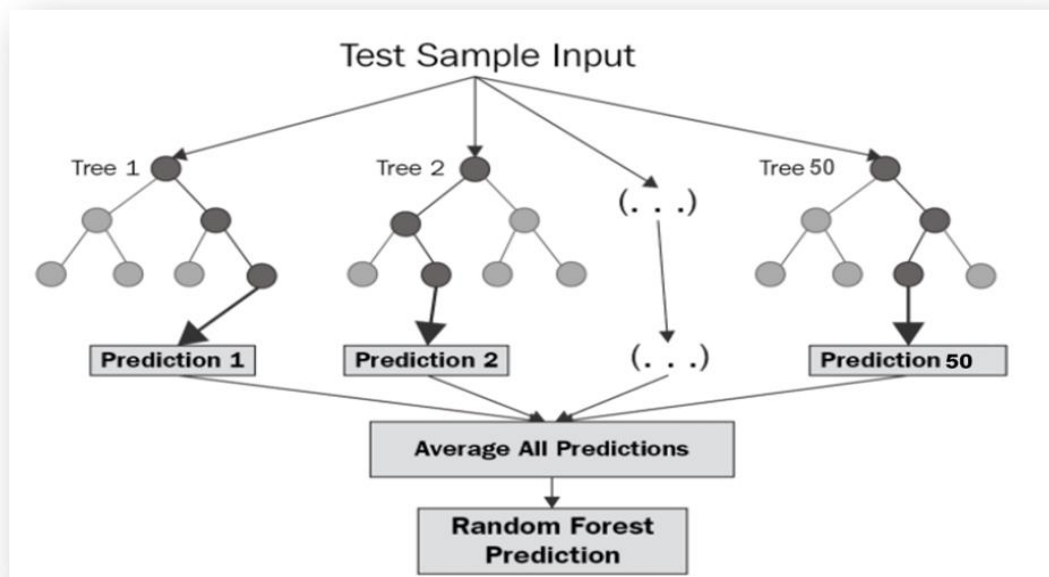 Test Sample Input
Tree 1
Tree 2
Tree 50
(. . .)
Prediction 1
Prediction 2
(. . .)
Prediction 50
Average All Predictions
Random Forest
Prediction